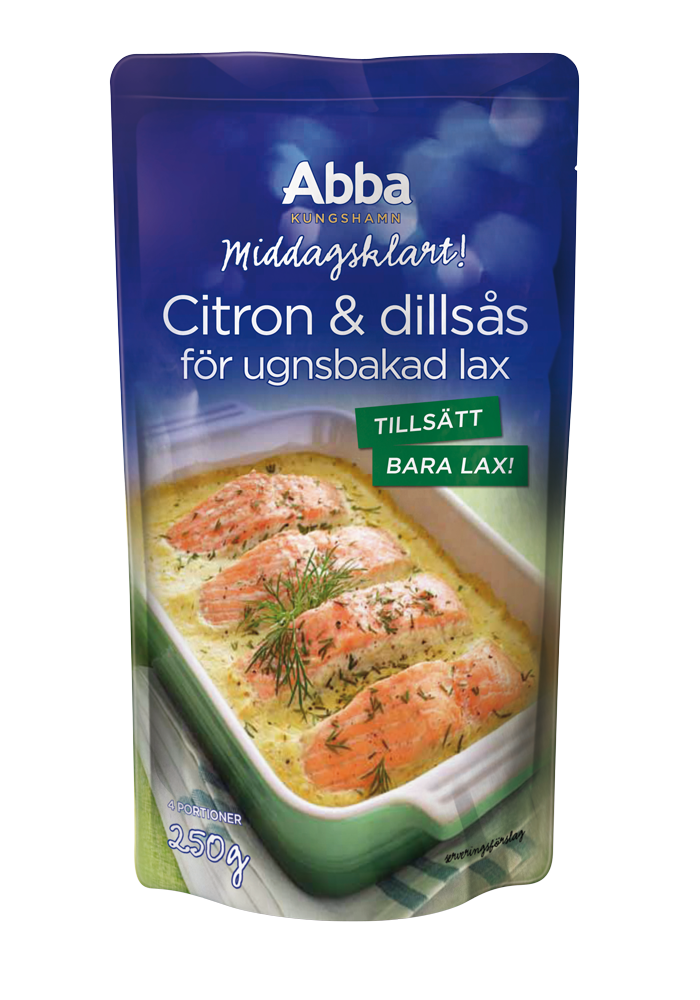 Abba
KUNGSHAMN
Middagsklart!
Citron & dillsås
för ugnsbakad lax
TILLSÄTT
BARA LAX!
4 PORTIONER
250g
serveringsförslag